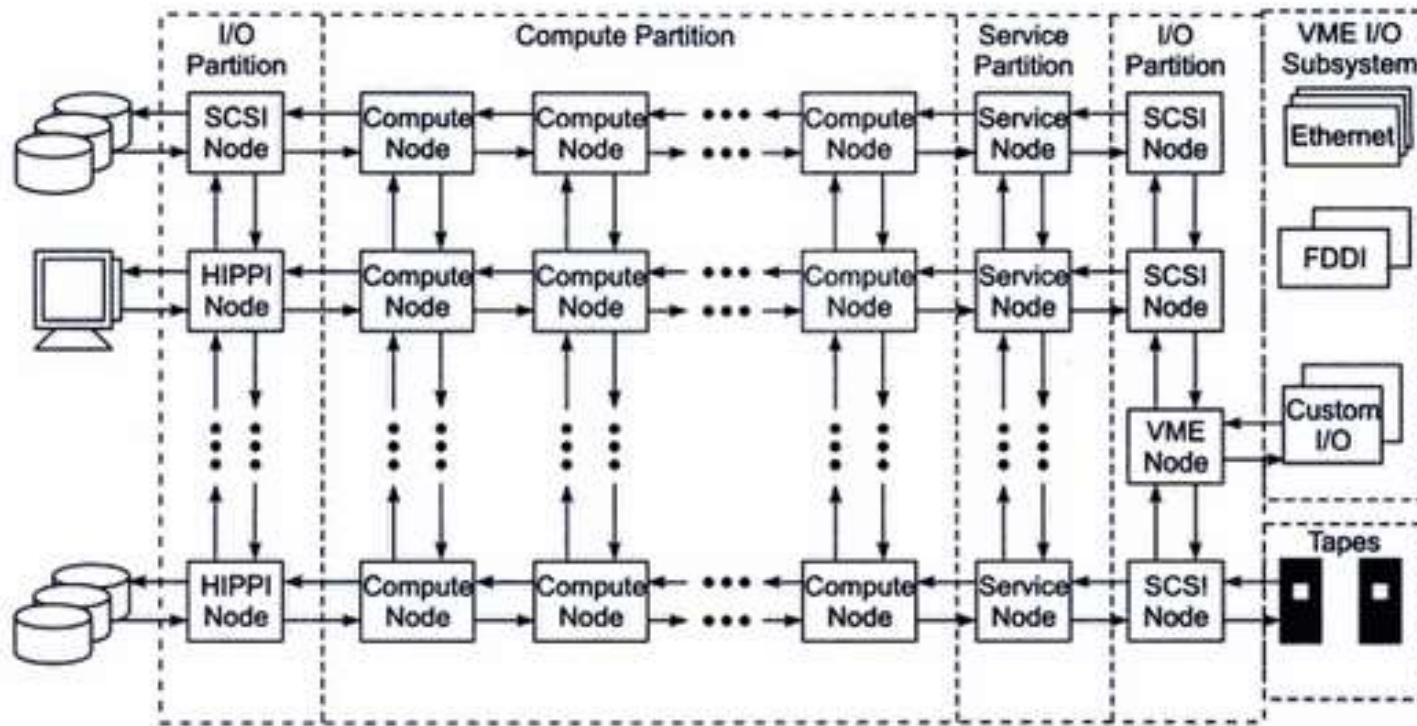 I/O
Partition
Compute Partition
Service
Partition
I/O
Partition
VME I/O
Subsystem
SCSI
Node
Compute
Node
Compute
Node
Compute
Node
Service
Node
SCSI
Node
Ethernet
HIPPI
Node
Compute
Node
Compute
Node
Compute
Node
Service
Node
SCSI
Node
FDDI
VME
Node
Custom
I/O
HIPPI
Node
Compute
Node
Compute
Node
Compute
Node
Service
Node
SCSI
Node
Tapes